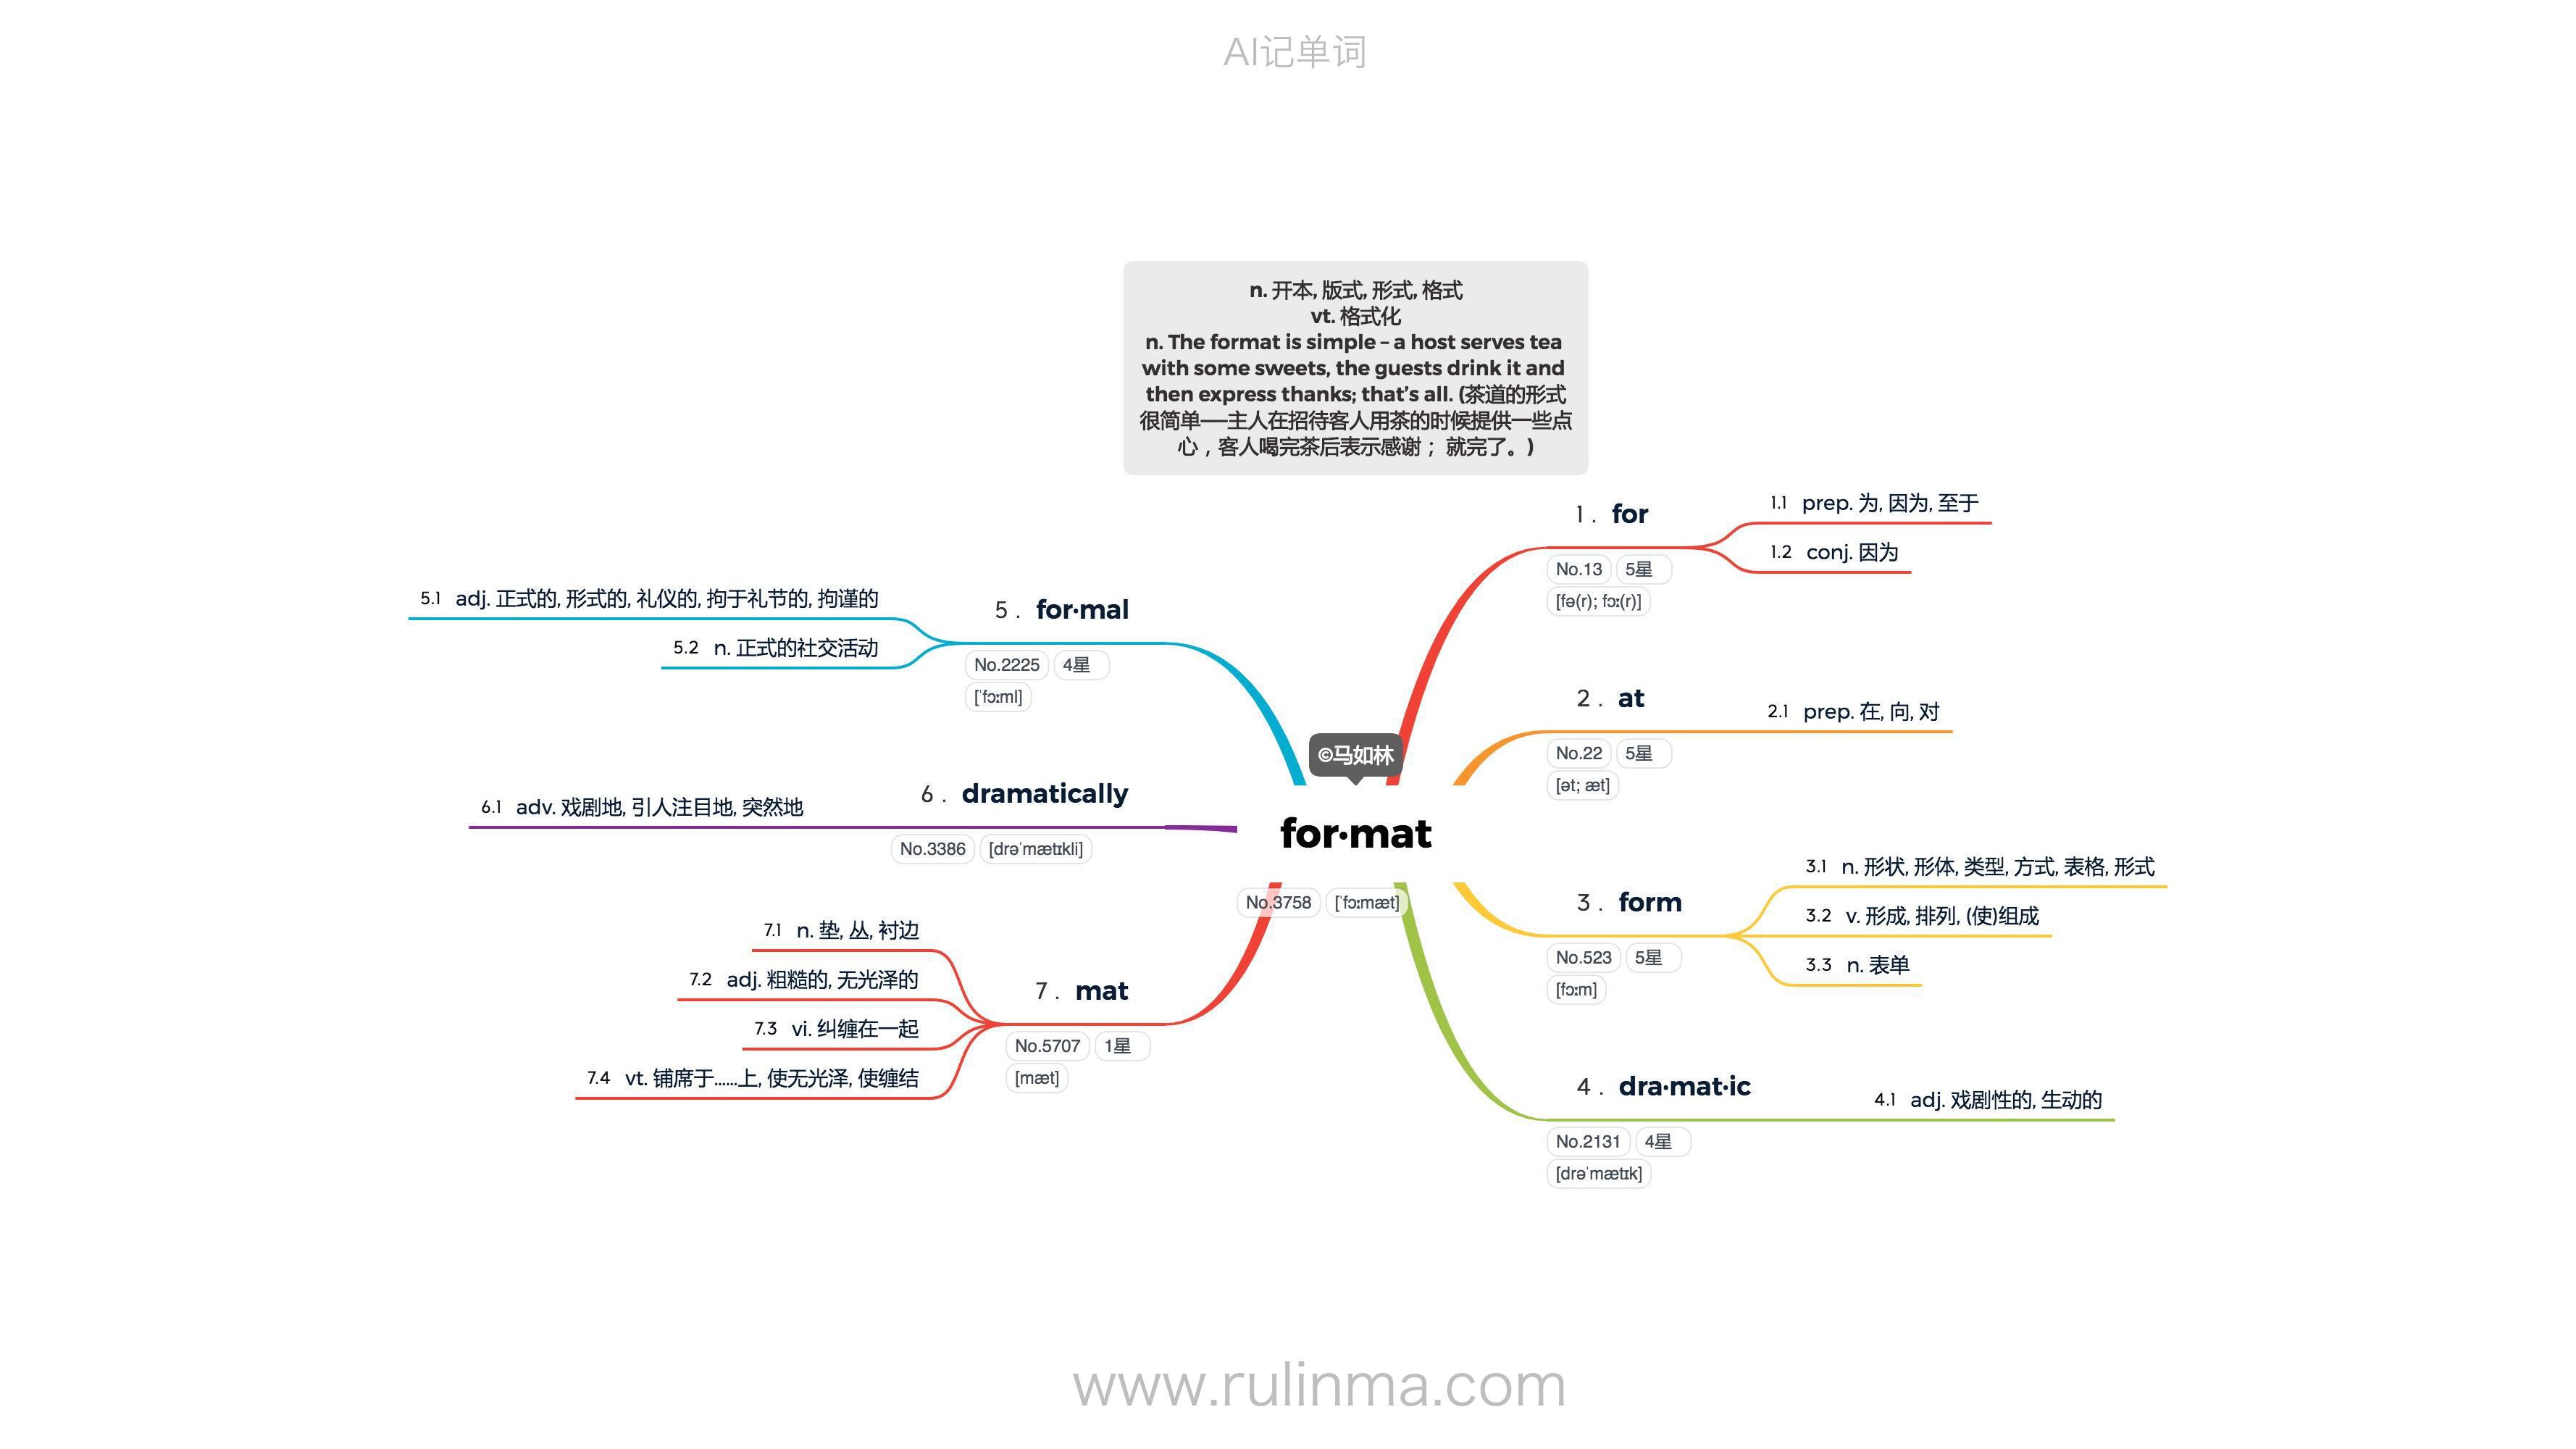 AI记单词
n. 开本, 版式, 形式, 格式
vt. 格式化
n. The format is simple – a host serves tea
with some sweets, the guests drink it and
then express thanks; that’s all. (茶道的形式
很简单──主人在招待客人用茶的时候提供一些点
心，客人喝完茶后表示感谢； 就完了。)
©马如林
for·mat
No.3758 ['fɔːmæt]
1 . for
No.13 5星
[fə(r); fɔː(r)]
1.1 prep. 为, 因为, 至于
1.2 conj. 因为
2 . at
No.22 5星
[ət; æt]
2.1 prep. 在, 向, 对
3 . form
No.523 5星
[fɔːm]
3.1 n. 形状, 形体, 类型, 方式, 表格, 形式
3.2 v. 形成, 排列, (使)组成
3.3 n. 表单
4 . dra·mat·ic
No.2131 4星
[drə'mætɪk]
4.1 adj. 戏剧性的, 生动的
5 . for·mal
No.2225 4星
['fɔːml]
5.1 adj. 正式的, 形式的, 礼仪的, 拘于礼节的, 拘谨的
5.2 n. 正式的社交活动
6 . dramatically
No.3386 [drə'mætɪkli]
6.1 adv. 戏剧地, 引人注目地, 突然地
7 . mat
No.5707 1星
[mæt]
7.1 n. 垫, 丛, 衬边
7.2 adj. 粗糙的, 无光泽的
7.3 vi. 纠缠在一起
7.4 vt. 铺席于……上, 使无光泽, 使缠结
www.rulinma.com